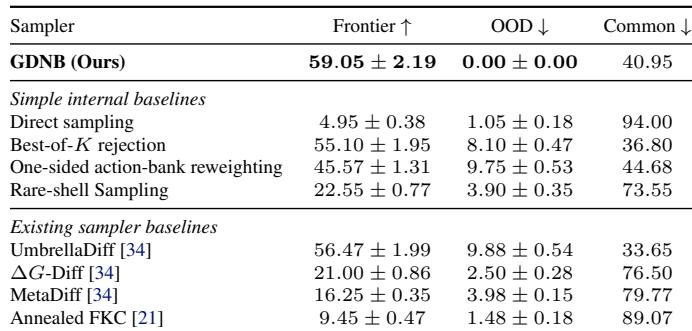 Sampler Frontier ↑ OOD ↓ Common ↓
GDNB (Ours) 59.05 ± 2.19 0.00 ± 0.00 40.95
Simple internal baselines
Direct sampling 4.95 ± 0.38 1.05 ± 0.18 94.00
Best-of-K rejection 55.10 ± 1.95 8.10 ± 0.47 36.80
One-sided action-bank reweighting 45.57 ± 1.31 9.75 ± 0.53 44.68
Rare-shell Sampling 22.55 ± 0.77 3.90 ± 0.35 73.55
Existing sampler baselines
UmbrellaDiff [34] 56.47 ± 1.99 9.88 ± 0.54 33.65
ΔG-Diff [34] 21.00 ± 0.86 2.50 ± 0.28 76.50
MetaDiff [34] 16.25 ± 0.35 3.98 ± 0.15 79.77
Annealed FKC [21] 9.45 ± 0.47 1.48 ± 0.18 89.07